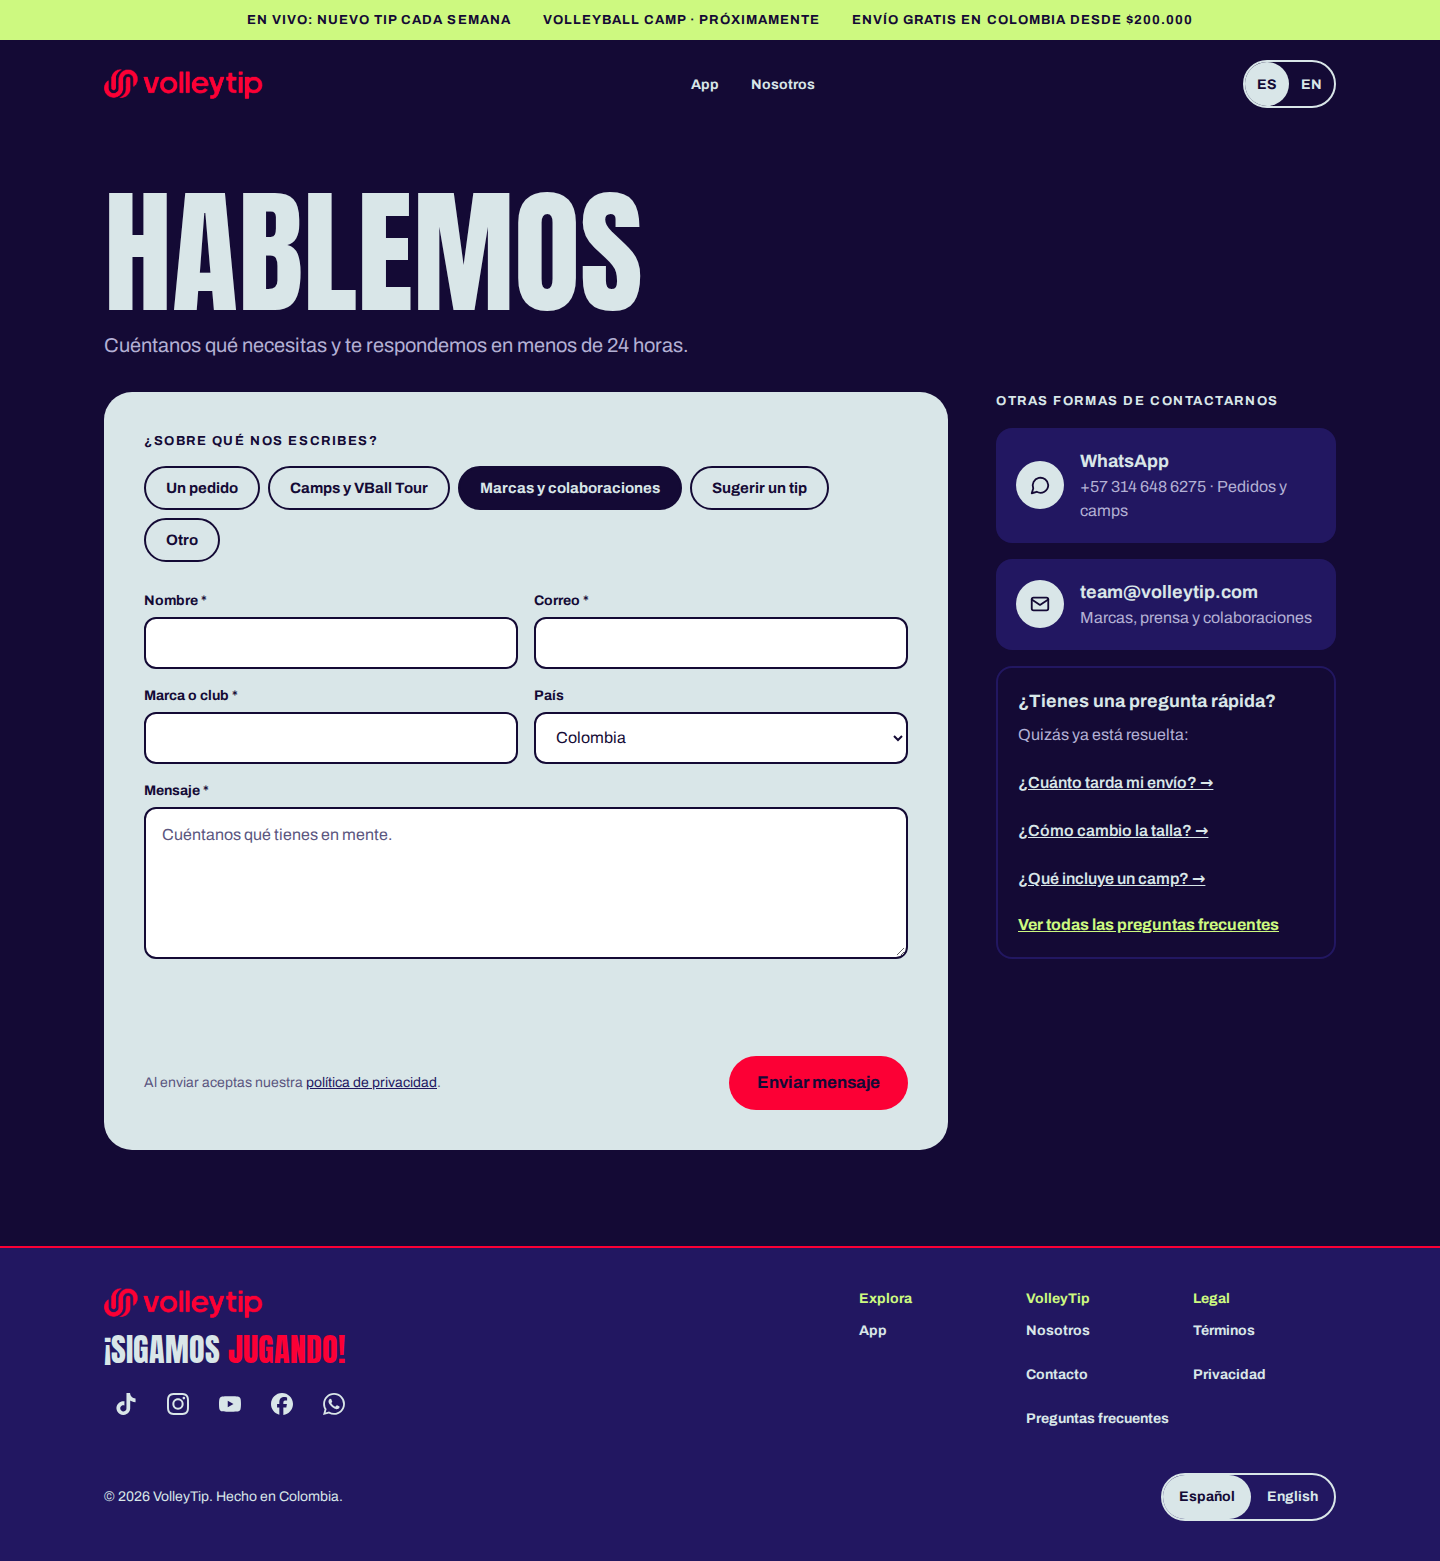 EN VIVO: NUEVO TIP CADA SEMANA VOLLEYBALL CAMP · PRÓXIMAMENTE ENVÍO GRATIS EN COLOMBIA DESDE $200.000
volleytip App Nosotros ES EN
HABLEMOS
Cuéntanos qué necesitas y te respondemos en menos de 24 horas.
¿SOBRE QUÉ NOS ESCRIBES?
Un pedido Camps y VBall Tour Marcas y colaboraciones Sugerir un tip
Otro
Nombre * Correo *
Marca o club * País
Colombia
Mensaje *
Cuéntanos qué tienes en mente.
Al enviar aceptas nuestra política de privacidad. Enviar mensaje
OTRAS FORMAS DE CONTACTARNOS
WhatsApp
+57 314 648 6275 · Pedidos y
camps
team@volleytip.com
Marcas, prensa y colaboraciones
¿Tienes una pregunta rápida?
Quizás ya está resuelta:
¿Cuánto tarda mi envío? →
¿Cómo cambio la talla? →
¿Qué incluye un camp? →
Ver todas las preguntas frecuentes
volleytip
¡SIGAMOS JUGANDO!
Explora VolleyTip Legal
App Nosotros Términos
Contacto Privacidad
Preguntas frecuentes
© 2026 VolleyTip. Hecho en Colombia. Español English